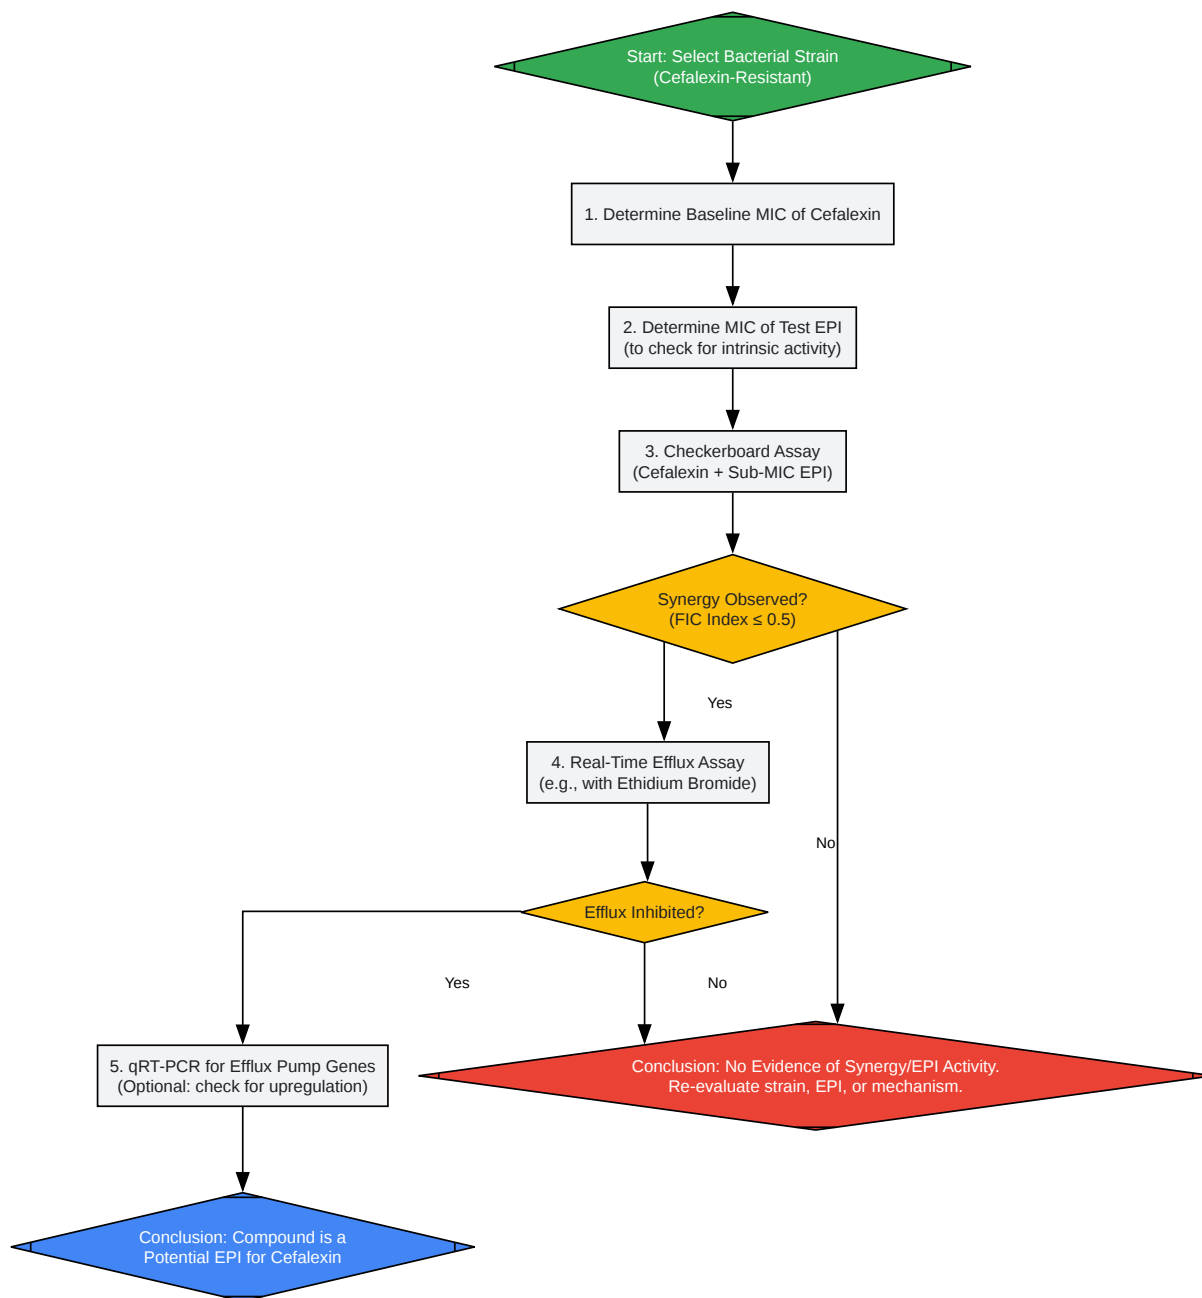 Start: Select Bacterial Strain
(Cefalexin-Resistant)
1. Determine Baseline MIC of Cefalexin
2. Determine MIC of Test EPI
(to check for intrinsic activity)
3. Checkerboard Assay
(Cefalexin + Sub-MIC EPI)
Synergy Observed?
(FIC Index ≤ 0.5)
Yes
4. Real-Time Efflux Assay
(e.g., with Ethidium Bromide)
No
Efflux Inhibited?
Yes
No
5. qRT-PCR for Efflux Pump Genes
(Optional: check for upregulation)
Conclusion: No Evidence of Synergy/EPI Activity.
Re-evaluate strain, EPI, or mechanism.
Conclusion: Compound is a
Potential EPI for Cefalexin